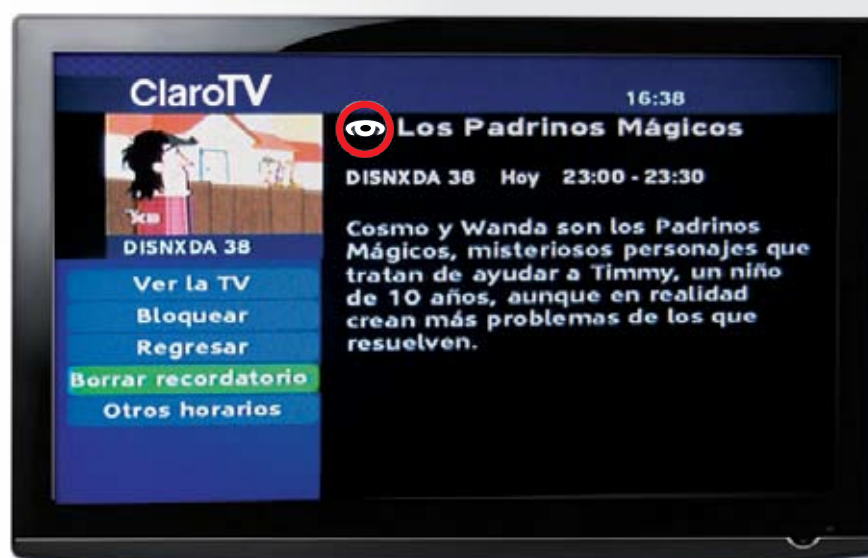 ClaroTV
16:38
Los Padrinos Mágicos
DISNXDA 38 Hoy 23:00 - 23:30
Cosmo y Wanda son los Padrinos
Mágicos, misteriosos personajes que
tratan de ayudar a Timmy, un niño
de 10 años, aunque en realidad
crean más problemas de los que
resuelven.
DISNXDA 38
Ver la TV
Bloquear
Regresar
Borrar recordatorio
Otros horarios